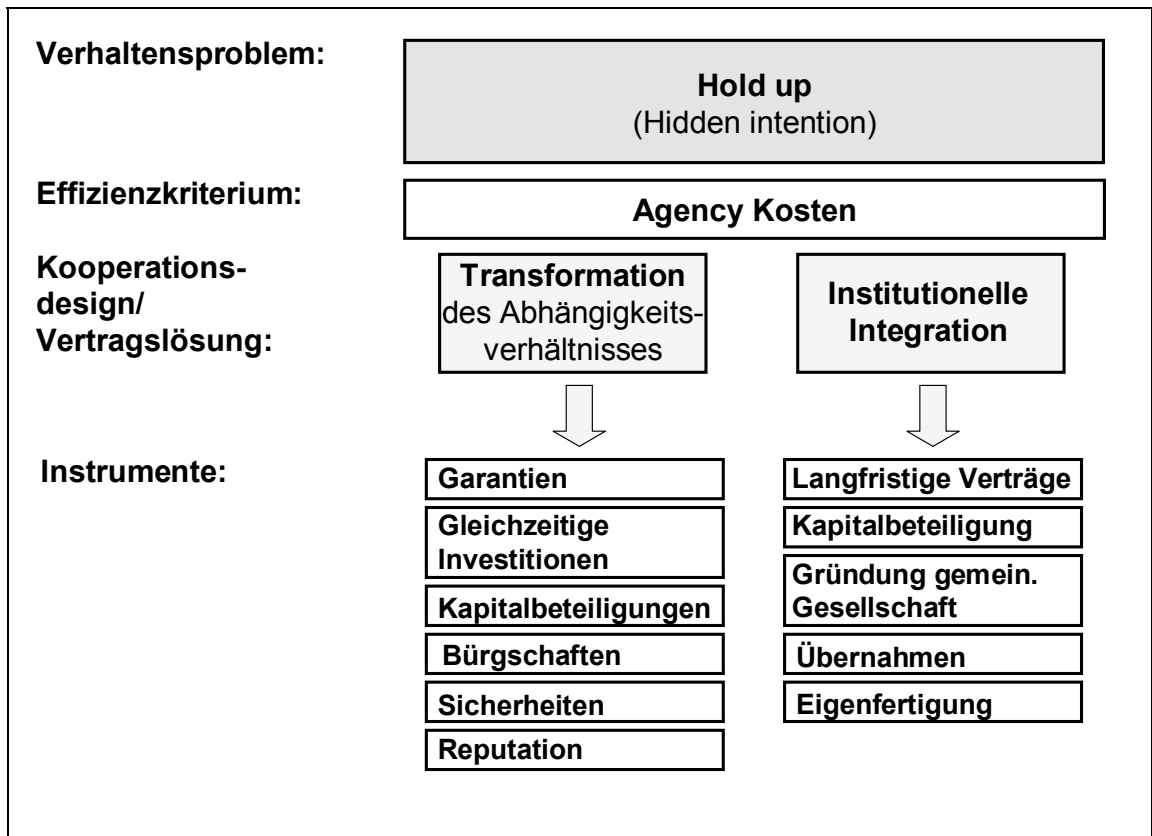 Verhaltensproblem:
Hold up
(Hidden intention)
Effizienzkriterium:
Agency Kosten
Kooperations-
design/
Vertragslösung:
Transformation
des Abhängigkeits-
verhältnisses
Institutionelle
Integration
Instrumente:
Garantien
Gleichzeitige
Investitionen
Kapitalbeteiligungen
Bürgschaften
Sicherheiten
Reputation
Langfristige Verträge
Kapitalbeteiligung
Gründung gemein.
Gesellschaft
Übernahmen
Eigenfertigung